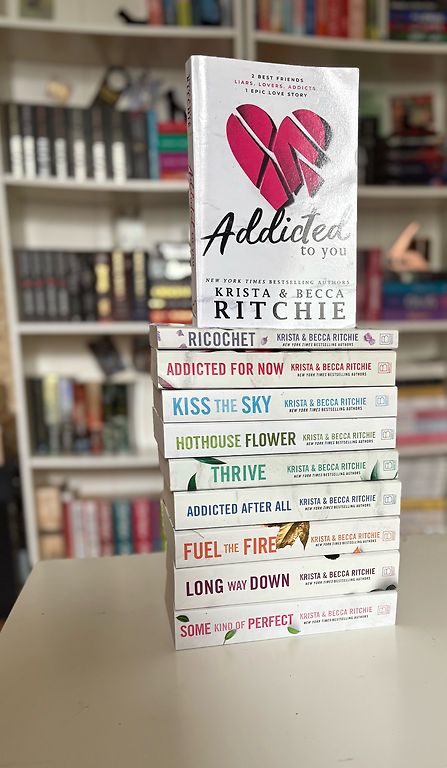 2 BEST FRIENDS
LIARS. LOVERS. ADDICTS.
1 EPIC LOVE STORY
Addicted
to you
NEW YORK TIMES BESTSELLING AUTHORS
KRISTA & BECCA
RITCHIE
RICOCHET KRISTA & BECCA RITCHIE
NEW YORK TIMES BESTSELLING AUTHORS
ADDICTED FOR NOW KRISTA & BECCA RITCHIE
NEW YORK TIMES BESTSELLING AUTHORS
KISS THE SKY KRISTA & BECCA RITCHIE
NEW YORK TIMES BESTSELLING AUTHORS
HOTHOUSE FLOWER KRISTA & BECCA RITCHIE
NEW YORK TIMES BESTSELLING AUTHORS
THRIVE KRISTA & BECCA RITCHIE
NEW YORK TIMES BESTSELLING AUTHORS
ADDICTED AFTER ALL KRISTA & BECCA RITCHIE
NEW YORK TIMES BESTSELLING AUTHORS
FUEL THE FIRE KRISTA & BECCA RITCHIE
NEW YORK TIMES BESTSELLING AUTHORS
LONG WAY DOWN KRISTA & BECCA RITCHIE
NEW YORK TIMES BESTSELLING AUTHORS
SOME KIND OF PERFECT KRISTA & BECCA RITCHIE
NEW YORK TIMES BESTSELLING AUTHORS